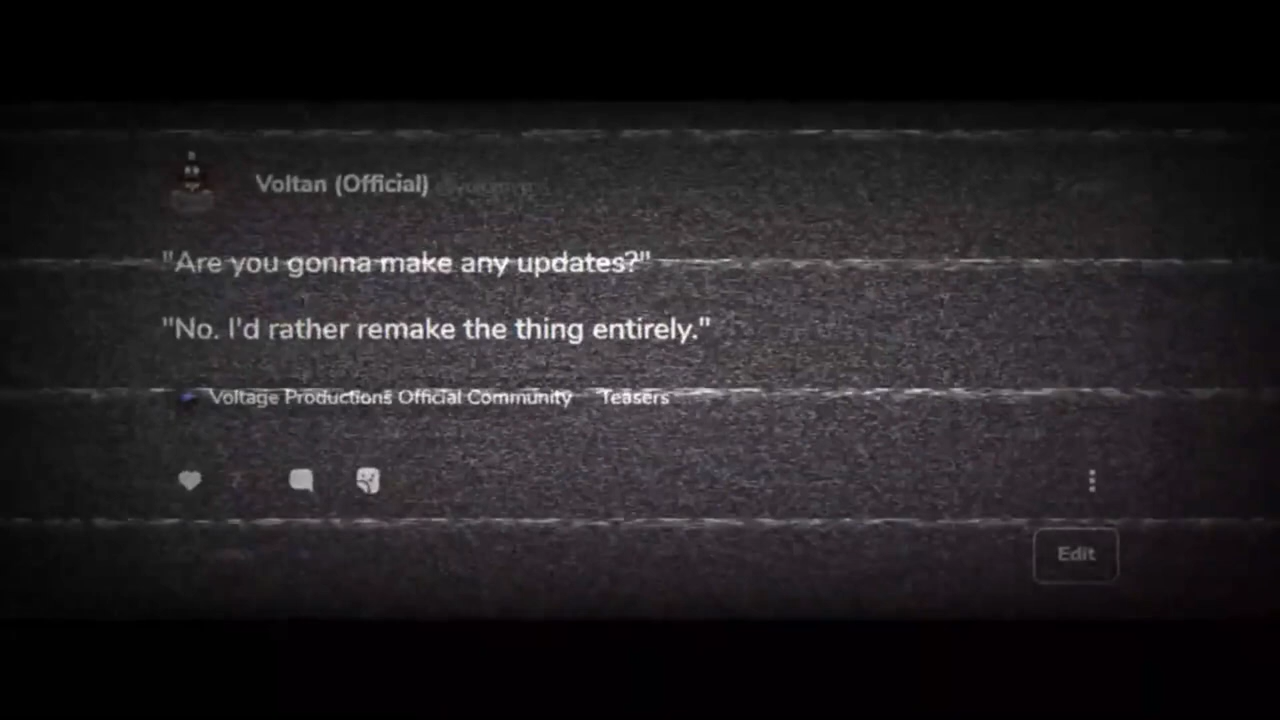 Voltan (Official)
"Are you gonna make any updates?"
"No. I'd rather remake the thing entirely."
Voltage Productions Official Community Teasers
Edit